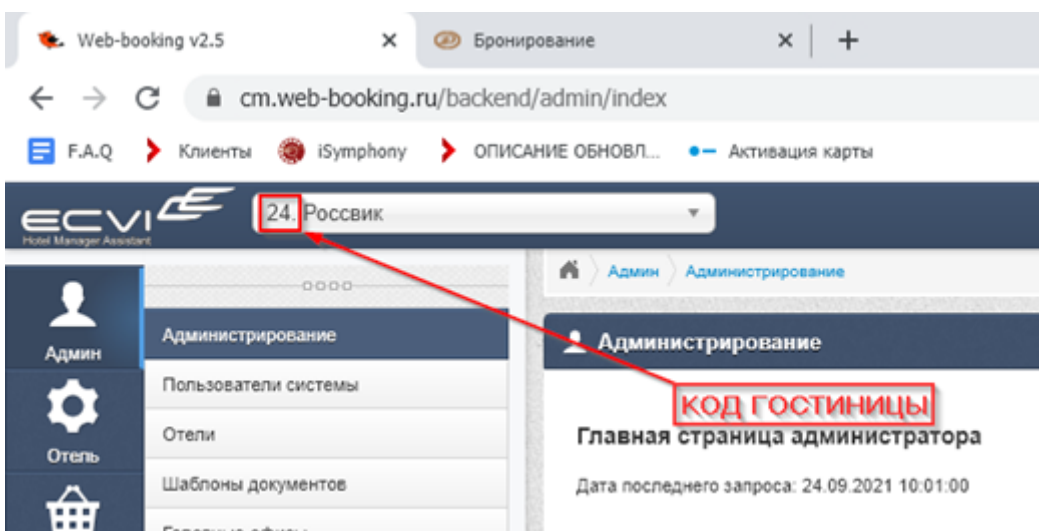 Web-booking v2.5
Бронирование
cm.web-booking.ru/backend/admin/index
F.A.Q
Клиенты
iSymphony
ОПИСАНИЕ ОБНОВЛ...
Активация карты
ECVI
Hotel Manager Assistant
24. Россвик
Админ
Администрирование
Админ
Отель
Администрирование
Пользователи системы
Отели
Шаблоны документов
Администрирование
КОД ГОСТИНИЦЫ
Главная страница администратора
Дата последнего запроса: 24.09.2021 10:01:00